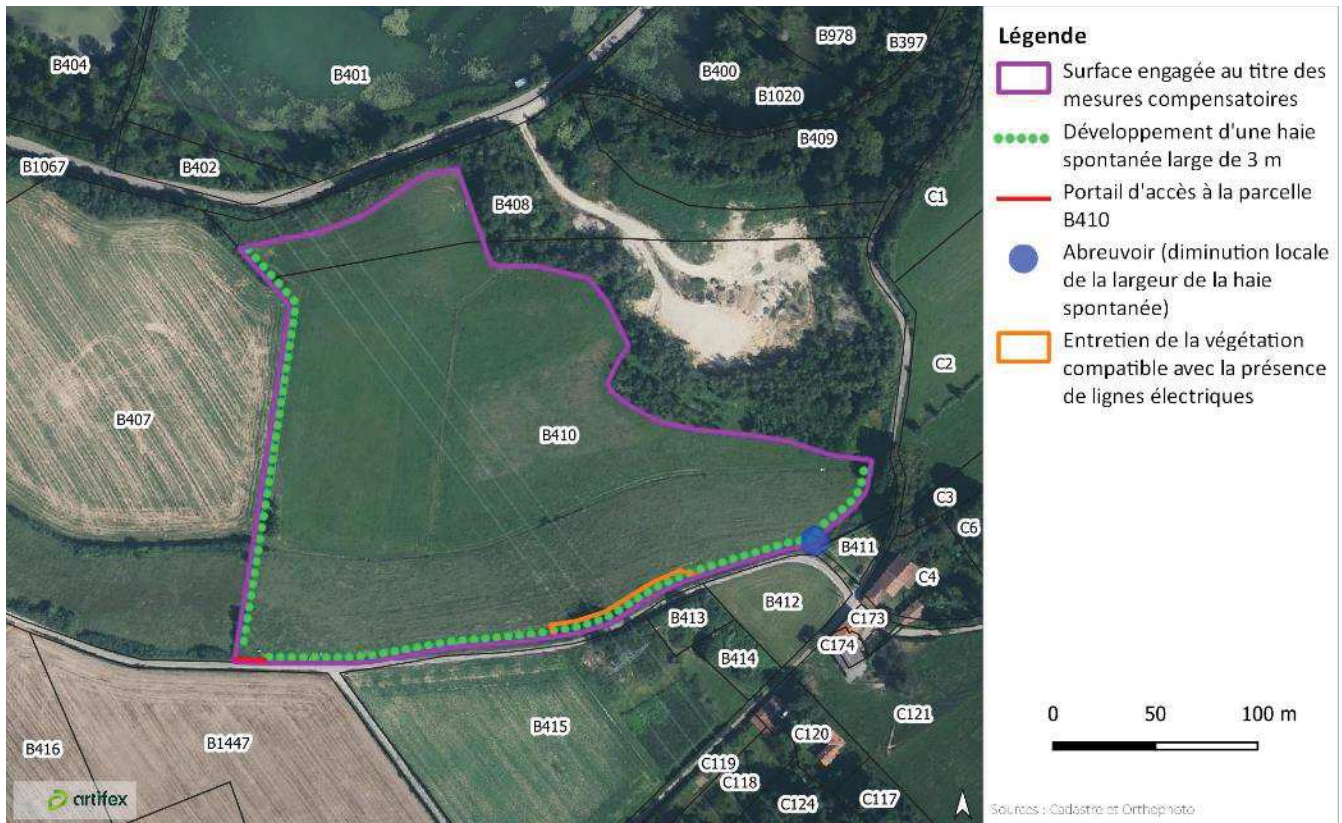 B978
B397
B404
B401
B400
B1020
B409
B402
B1067
B408
C1
C2
B407
B410
C3
C6
B411
C4
B412
C173
B413
C174
B414
C121
B415
B416
B1447
C120
C119
C118
C124
C117
artifex
Légende
Surface engagée au titre des
mesures compensatoires
Développement d'une haie
spontanée large de 3 m
Portail d'accès à la parcelle
B410
Abreuvoir (diminution locale
de la largeur de la haie
spontanée)
Entretien de la végétation
compatible avec la présence
de lignes électriques
0 50 100 m
Sources : Cadastre et Orthophoto